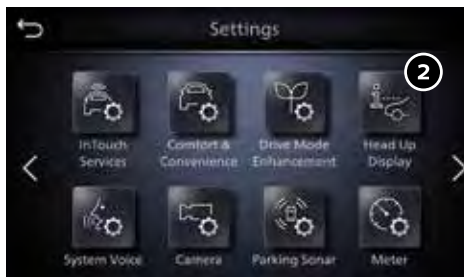 Settings
2
InTouch
Services
Comfort &
Convenience
Drive Mode
Enhancement
Head Up
Display
System Voice
Camera
Parking Sonar
Meter